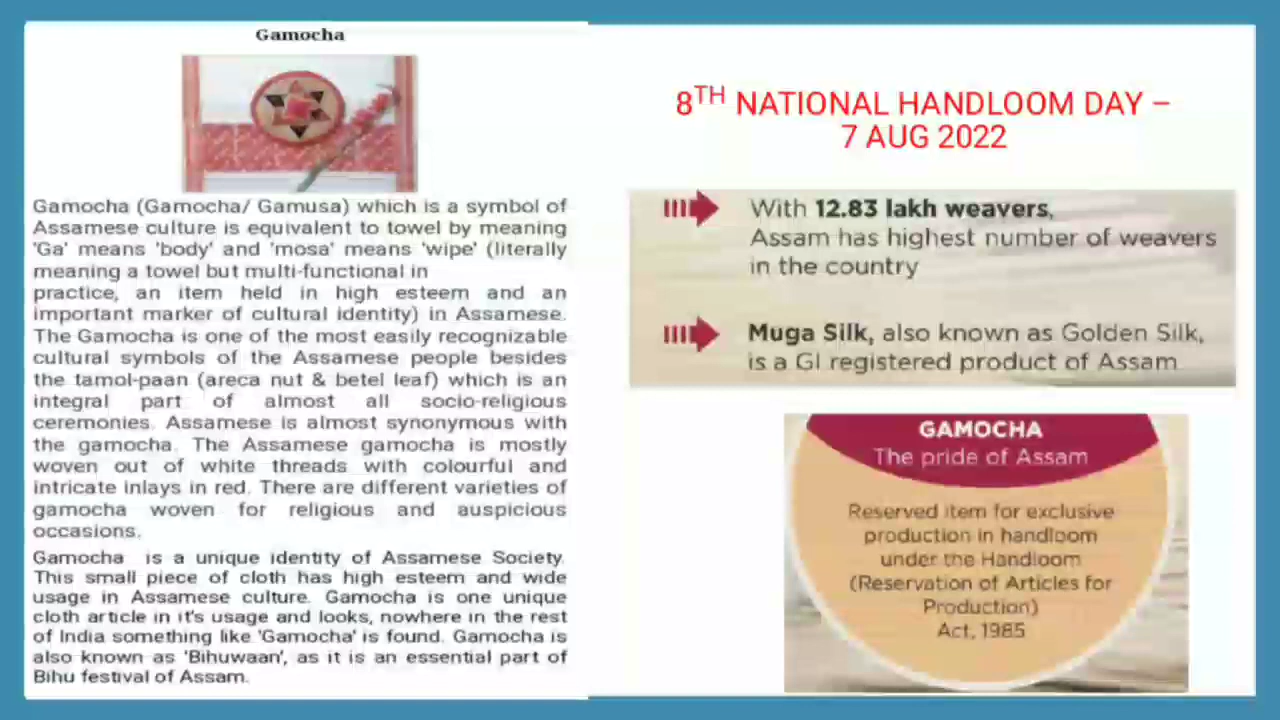 Gamocha
Gamocha (Gamocha/ Gamusa) which is a symbol of
Assamese culture is equivalent to towel by meaning
'Ga' means 'body' and 'mosa' means 'wipe' (literally
meaning a towel but multi-functional in
practice, an item held in high esteem and an
important marker of cultural identity) in Assamese.
The Gamocha is one of the most easily recognizable
cultural symbols of the Assamese people besides
the tamol-paan (areca nut & betel leaf) which is an
integral part of almost all socio-religious
ceremonies. Assamese is almost synonymous with
the gamocha. The Assamese gamocha is mostly
woven out of white threads with colourful and
intricate inlays in red. There are different varieties of
gamocha woven for religious and auspicious
occasions.
Gamocha is a unique identity of Assamese Society.
This small piece of cloth has high esteem and wide
usage in Assamese culture. Gamocha is one unique
cloth article in it's usage and looks, nowhere in the rest
of India something like 'Gamocha' is found. Gamocha is
also known as 'Bihuwaan', as it is an essential part of
Bihu festival of Assam.
8TH NATIONAL HANDLOOM DAY –
7 AUG 2022
With 12.83 lakh weavers,
Assam has highest number of weavers
in the country
Muga Silk, also known as Golden Silk,
is a GI registered product of Assam
GAMOCHA
The pride of Assam
Reserved item for exclusive
production in handloom
under the Handloom
(Reservation of Articles for
Production)
Act, 1985